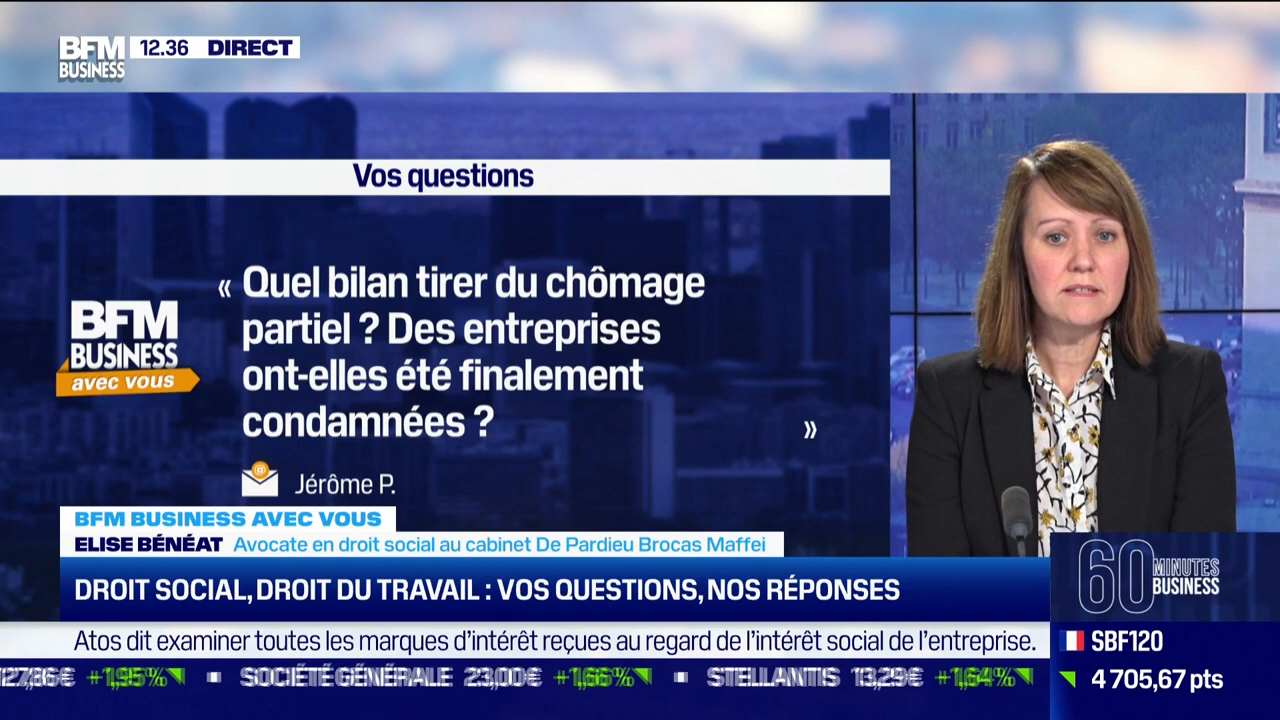 BFM
BUSINESS
12.36 DIRECT
Vos questions
« Quel bilan tirer du chômage
partiel ? Des entreprises
ont-elles été finalement
condamnées ? »
BFM
BUSINESS
avec vous
@
Jérôme P.
BFM BUSINESS AVEC VOUS
ELISE BÉNÉAT Avocate en droit social au cabinet De Pardieu Brocas Maffei
DROIT SOCIAL, DROIT DU TRAVAIL : VOS QUESTIONS, NOS RÉPONSES
60 MINUTES
BUSINESS
Atos dit examiner toutes les marques d'intérêt reçues au regard de l'intérêt social de l'entreprise.
SBF120
+1,95% SOCIÉTÉ GÉNÉRALE 23,00€ +1,66% STELLANTIS 13,29€ +1,64%
4 705,67 pts